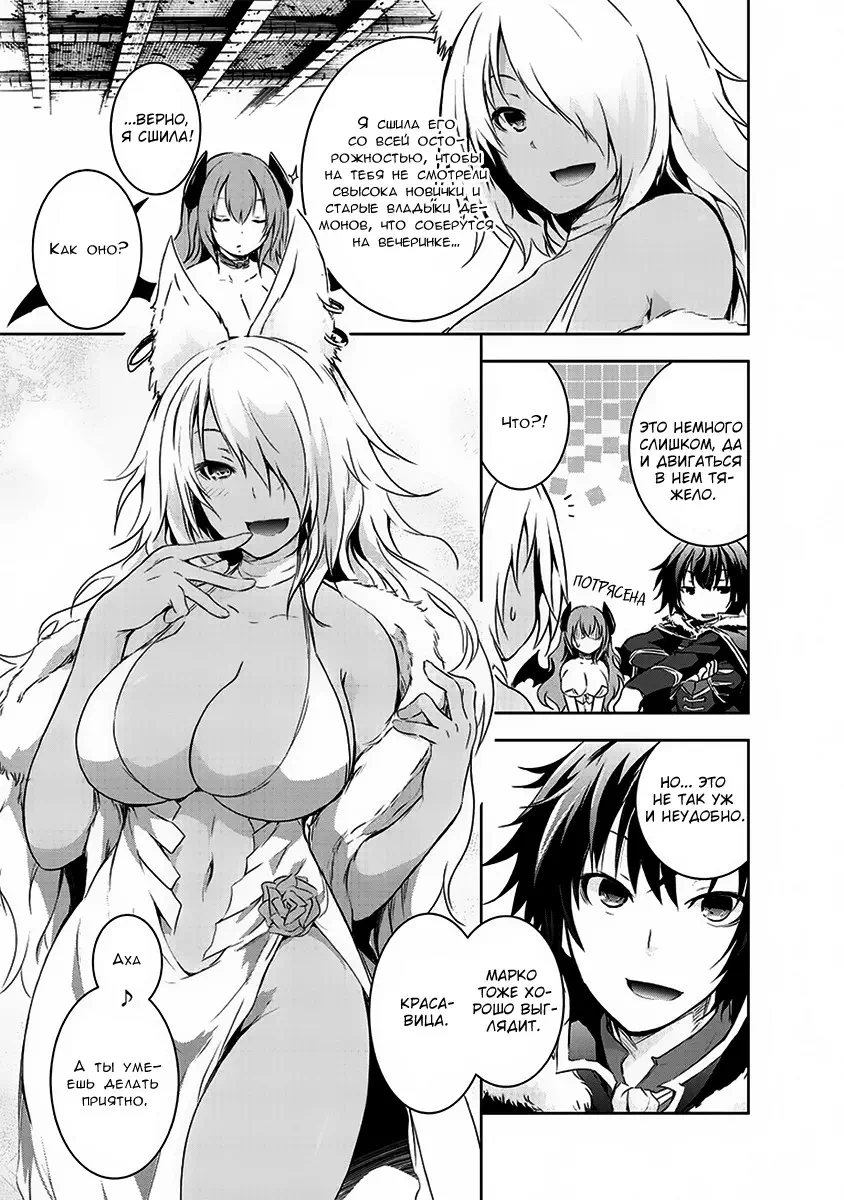 Я СШИЛА ЕГО
СО ВСЕЙ ОСТО-
РОЖНОСТЬЮ, ЧТОБЫ
НА ТЕБЯ НЕ СМОТРЕЛИ
СВЫСОКА НОВИЧКИ И
СТАРЫЕ ВЛАДЫКИ ДЕ-
МОНОВ, ЧТО СОБЕРУТСЯ
НА ВЕЧЕРИНКЕ...
...ВЕРНО,
Я СШИЛА!
КАК ОНО?
ЭТО НЕМНОГО
СЛИШКОМ, ДА
И ДВИГАТЬСЯ
В НЕМ ТЯ-
ЖЕЛО.
ЧТО?!
ПОТРЯСЕНА
НО... ЭТО
НЕ ТАК УЖ
И НЕУДОБНО.
МАРКО
ТОЖЕ ХО-
РОШО ВЫГ-
ЛЯДИТ.
КРАСА-
ВИЦА.
АХА
♪
А ТЫ УМЕ-
ЕШЬ ДЕЛАТЬ
ПРИЯТНО.